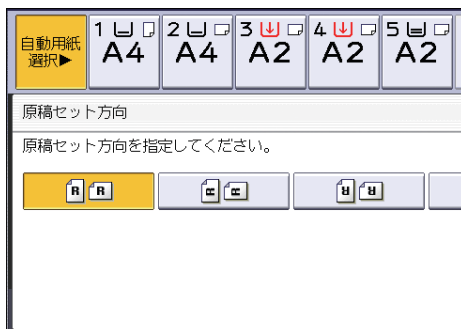 自動用紙
選択▶
1
A4
2
A4
3
A2
4
A2
5
A2
原稿セット方向
原稿セット方向を指定してください。
R R
R R
R R